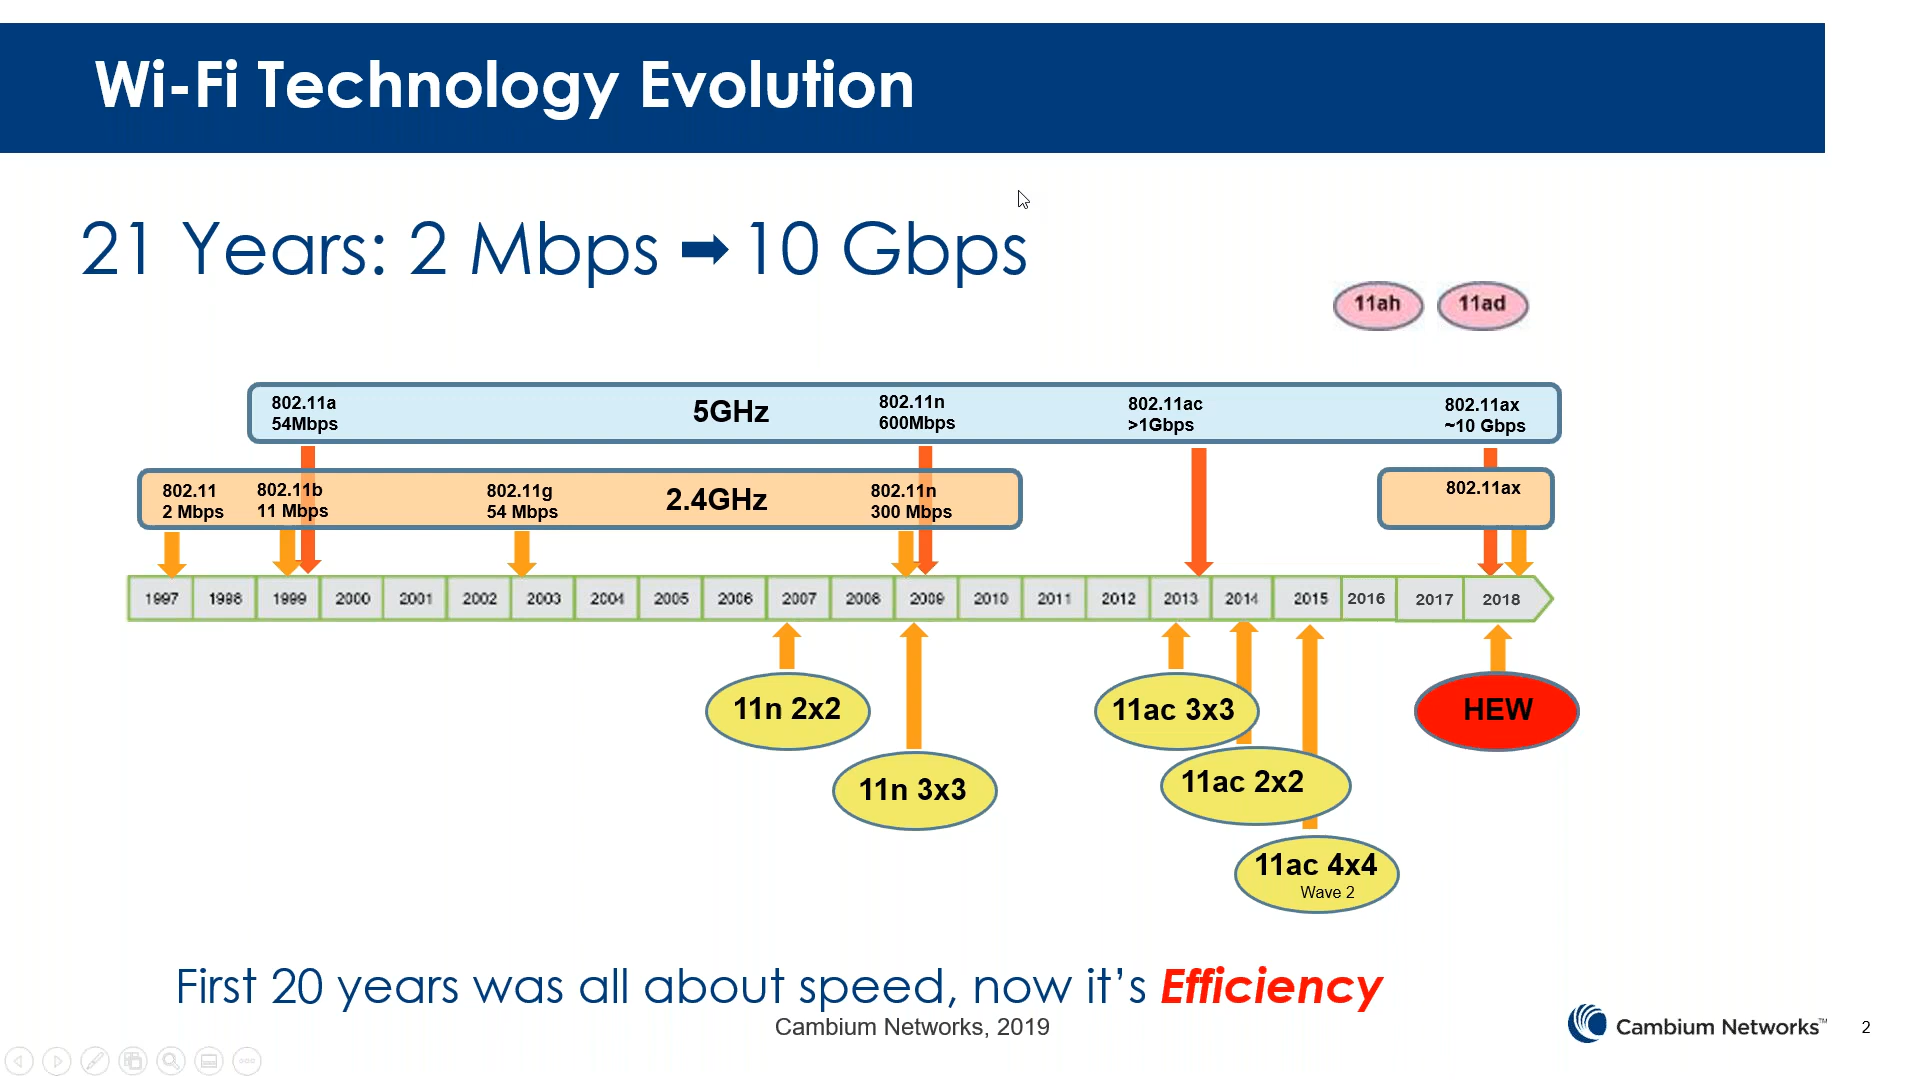 Wi-Fi Technology Evolution
21 Years: 2 Mbps ➡ 10 Gbps
11ah
11ad
802.11a
54Mbps
5GHz
802.11n
600Mbps
802.11ac
>1Gbps
802.11ax
~10 Gbps
802.11
2 Mbps
802.11b
11 Mbps
802.11g
54 Mbps
2.4GHz
802.11n
300 Mbps
802.11ax
1997 1998 1999 2000 2001 2002 2003 2004 2005 2006 2007 2008 2009 2010 2011 2012 2013 2014 2015 2016 2017 2018
11n 2x2
11ac 3x3
HEW
11n 3x3
11ac 2x2
11ac 4x4
Wave 2
First 20 years was all about speed, now it's Efficiency
Cambium Networks, 2019
Cambium Networks™
2